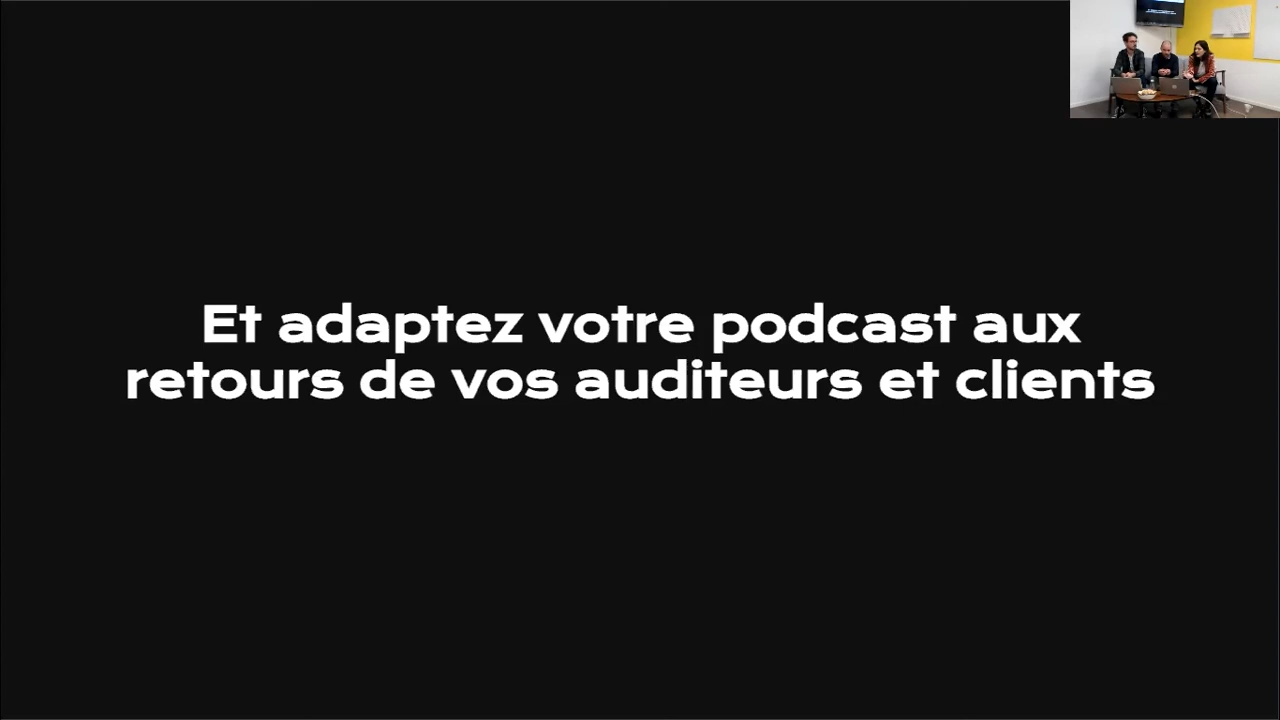 Et adaptez votre podcast aux
retours de vos auditeurs et clients